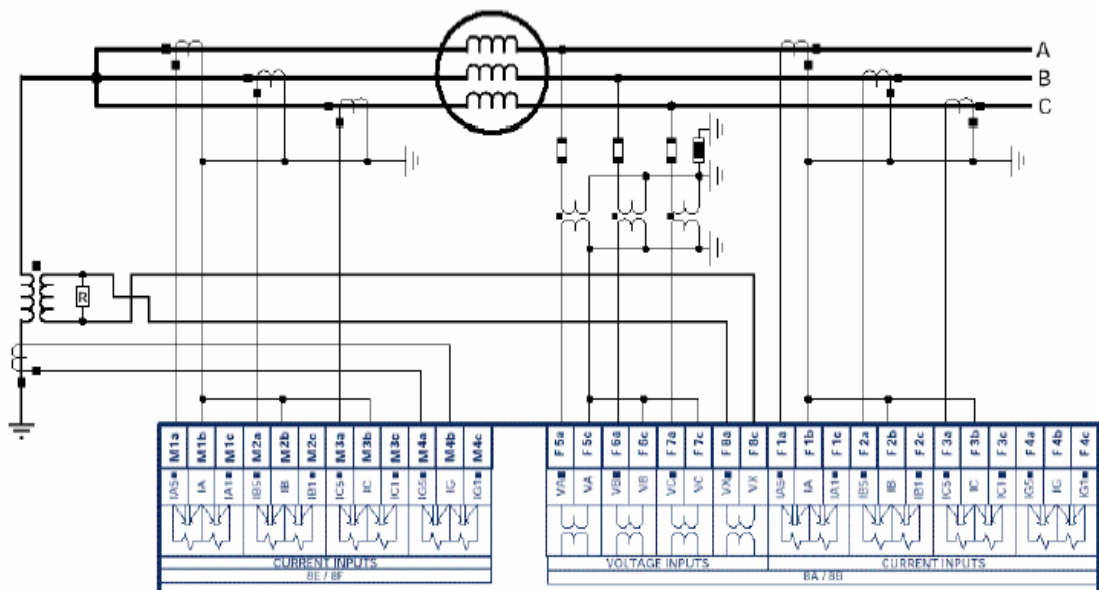 A
B
C
R
M1a M1b M1c M2a M2b M2c M3a M3b M3c M4a M4b M4c
F5a F5c F6a F6c F7a F7c F8a F8c F1a F1b F1c F2a F2b F2c F3a F3b F3c F4a F4b F4c
IA5 IA IA1 IB5 IB IB1 IC5 IC IC1 IG5 IG IG1
VA VA VB VB VC VC VX VX IA5 IA IA1 IB5 IB IB1 IC5 IC IC1 IG5 IG IG1
CURRENT INPUTS
8E / 8F
VOLTAGE INPUTS CURRENT INPUTS
8A / 8B